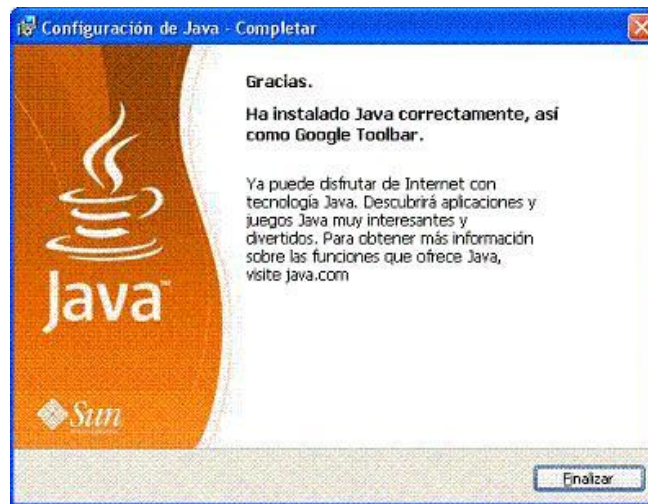 Configuración de Java - Completar
Gracias.
Ha instalado Java correctamente, así
como Google Toolbar.
Ya puede disfrutar de Internet con
tecnología Java. Descubrirá aplicaciones y
juegos Java muy interesantes y
divertidos. Para obtener más información
sobre las funciones que ofrece Java,
visite java.com
Java™
Sun
Finalizar